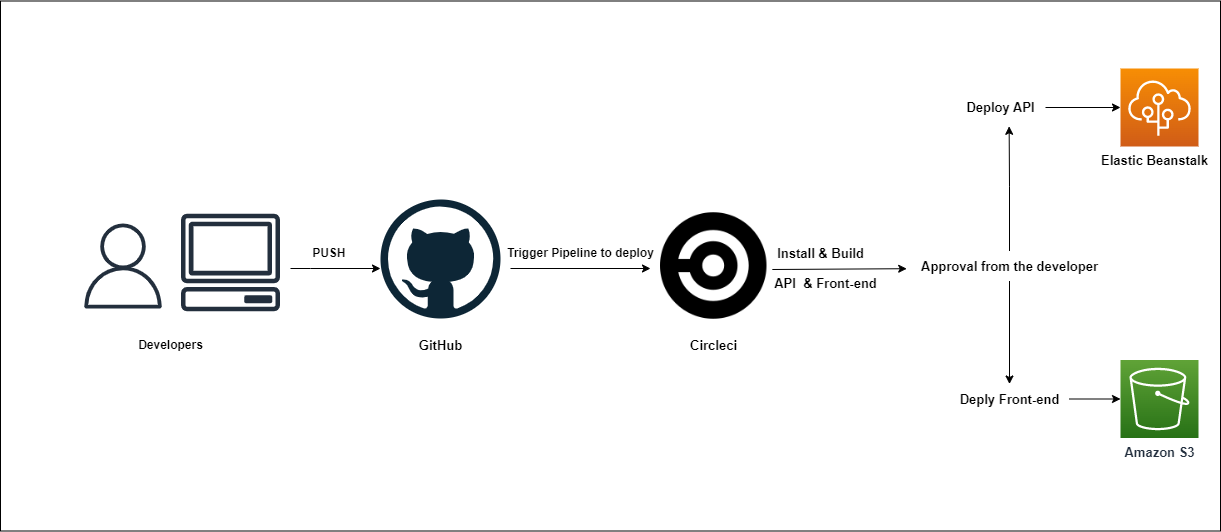 Deploy API
Elastic Beanstalk
PUSH
Trigger Pipeline to deploy
Install & Build
API & Front-end
Approval from the developer
Developers
GitHub
Circleci
Deply Front-end
Amazon S3